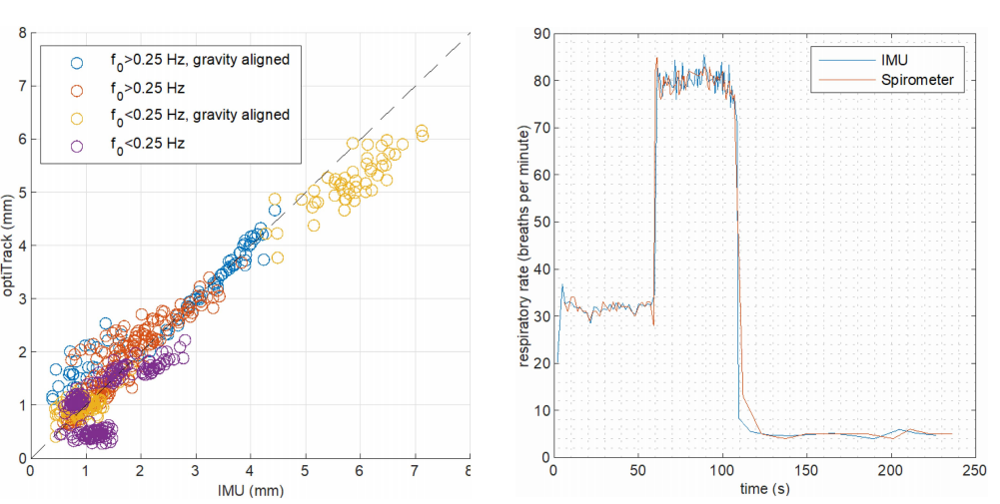 8
7
6
5
4
3
2
1
0
optiTrack (mm)
f0>0.25 Hz, gravity aligned
f0>0.25 Hz
f0<0.25 Hz, gravity aligned
f0<0.25 Hz
0 1 2 3 4 5 6 7 8
IMU (mm)
90
80
70
60
50
40
30
20
10
0
respiratory rate (breaths per minute)
IMU
Spirometer
0 50 100 150 200 250
time (s)